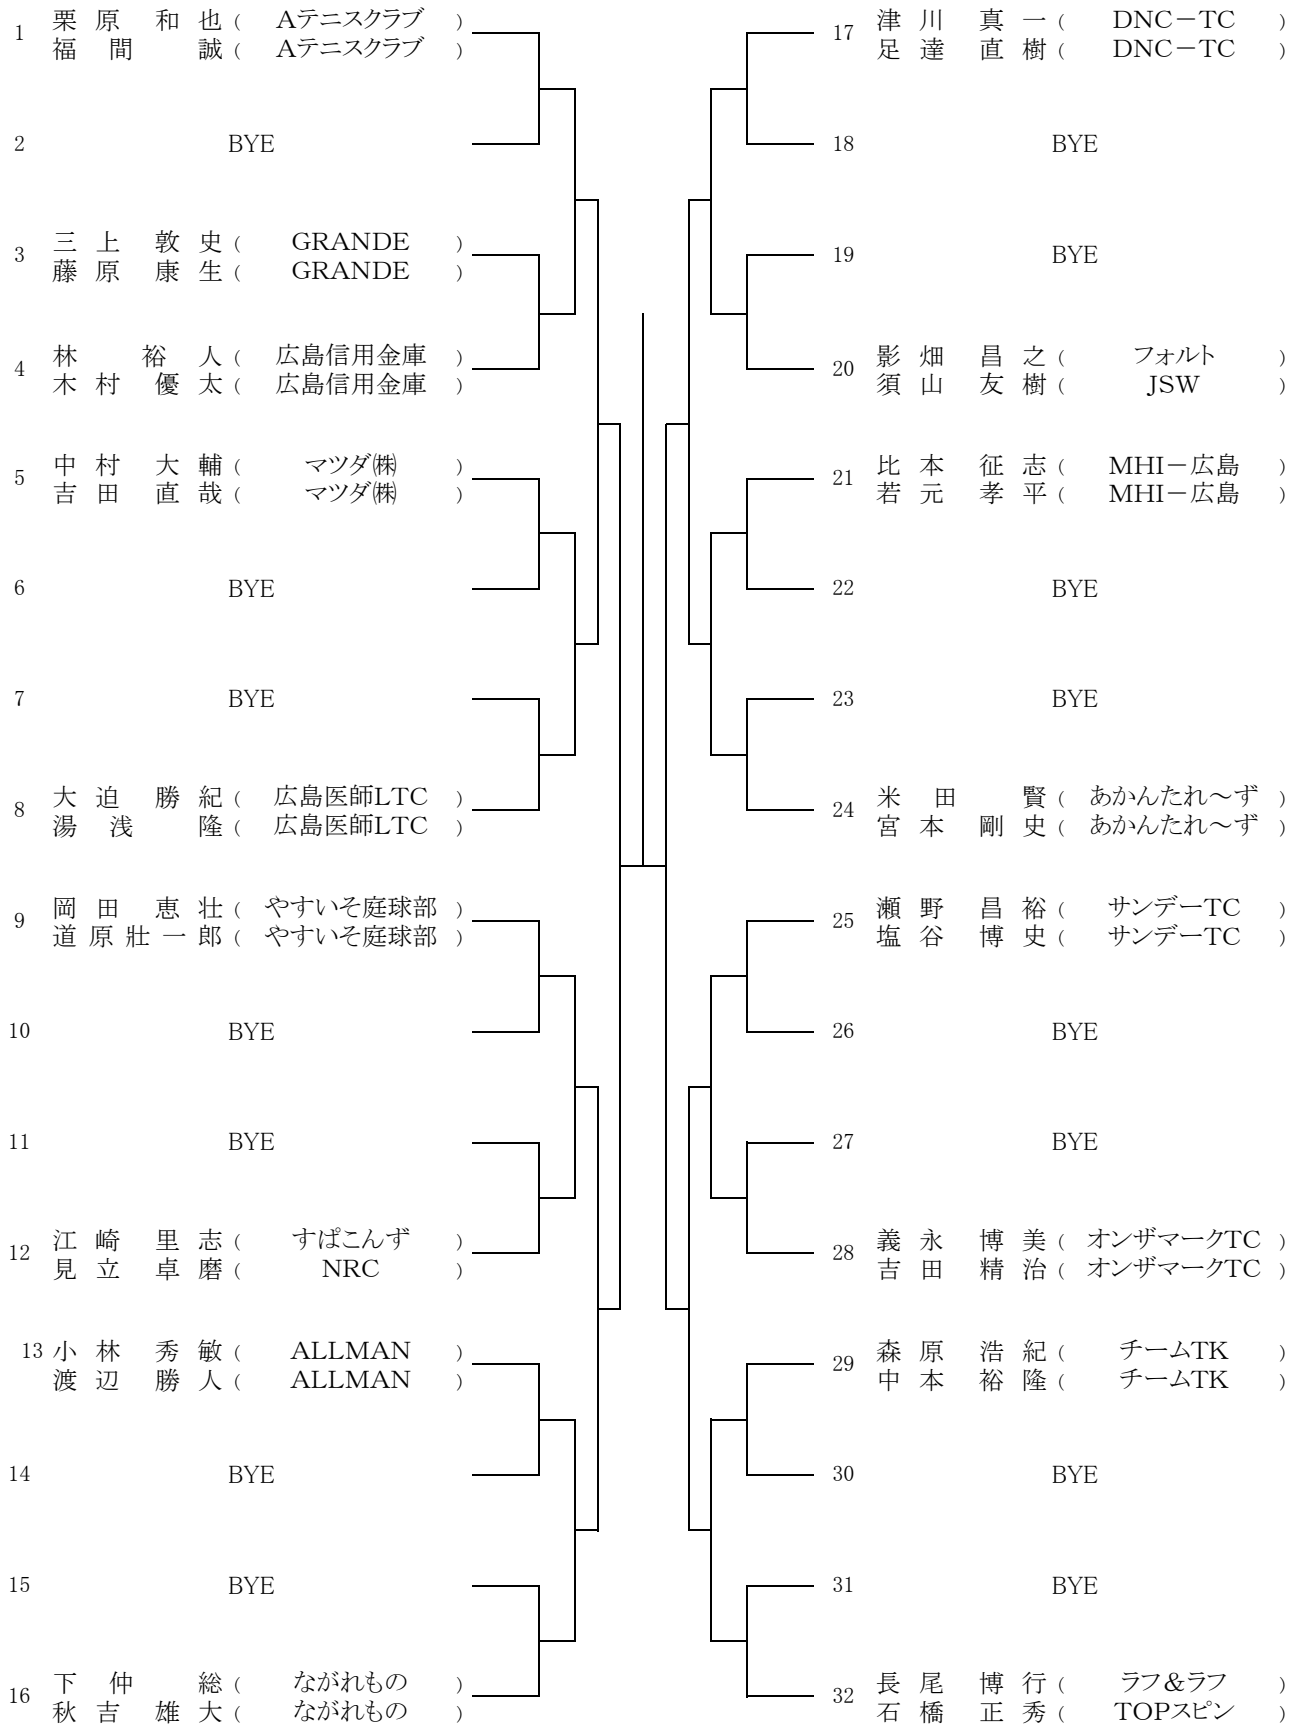 1 栗原 和也 ( Aテニスクラブ )
福間 誠 ( Aテニスクラブ )
2 BYE
3 三上 敦史 ( GRANDE )
藤原 康生 ( GRANDE )
4 林 裕人 ( 広島信用金庫 )
木村 優太 ( 広島信用金庫 )
5 中村 大輔 ( マツダ㈱ )
吉田 直哉 ( マツダ㈱ )
6 BYE
7 BYE
8 大迫 勝紀 ( 広島医師LTC )
湯浅 隆 ( 広島医師LTC )
9 岡田 恵壮 ( やすいそ庭球部 )
道原壯一郎 ( やすいそ庭球部 )
10 BYE
11 BYE
12 江崎 里志 ( すぱこんず )
見立 卓磨 ( NRC )
13 小林 秀敏 ( ALLMAN )
渡辺 勝人 ( ALLMAN )
14 BYE
15 BYE
16 下仲 総 ( ながれもの )
秋吉 雄大 ( ながれもの )
17 津川 真一 ( DNC－TC )
足達 直樹 ( DNC－TC )
18 BYE
19 BYE
20 影畑 昌之 ( フォルト )
須山 友樹 ( JSW )
21 比本 征志 ( MHI－広島 )
若元 孝平 ( MHI－広島 )
22 BYE
23 BYE
24 米田 賢 ( あかんたれ～ず )
宮本 剛史 ( あかんたれ～ず )
25 瀬野 昌裕 ( サンデーTC )
塩谷 博史 ( サンデーTC )
26 BYE
27 BYE
28 義永 博美 ( オンザマークTC )
吉田 精治 ( オンザマークTC )
29 森原 浩紀 ( チームTK )
中本 裕隆 ( チームTK )
30 BYE
31 BYE
32 長尾 博行 ( ラフ&ラフ )
石橋 正秀 ( TOPスピン )